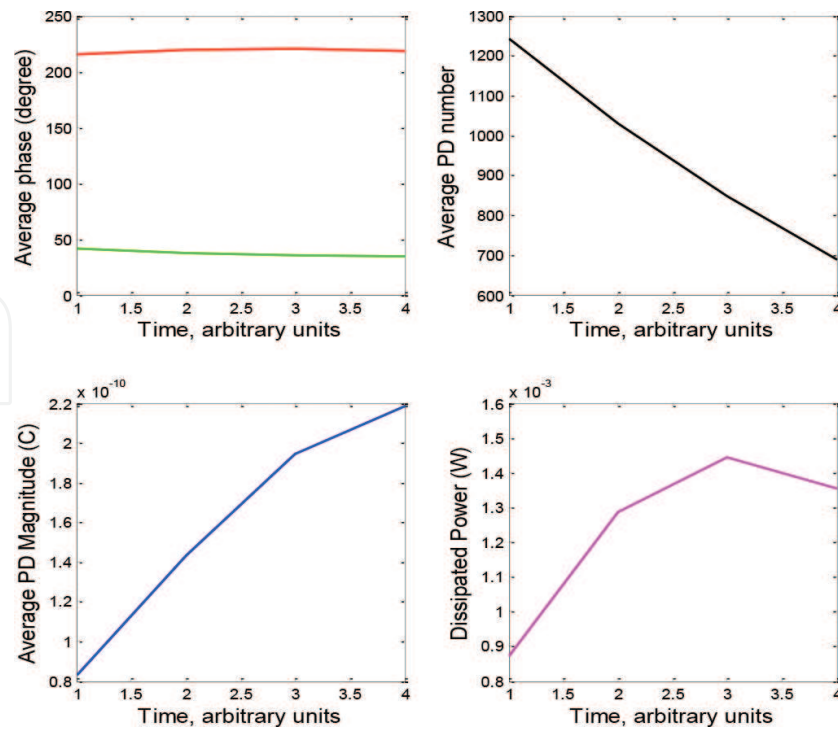 250
200
150
100
50
0
Average phase (degree)
1 1.5 2 2.5 3 3.5 4
Time, arbitrary units
1300
1200
1100
1000
900
800
700
600
Average PD number
1 1.5 2 2.5 3 3.5 4
Time, arbitrary units
x 10^-10
2.2
2
1.8
1.6
1.4
1.2
1
0.8
Average PD Magnitude (C)
1 1.5 2 2.5 3 3.5 4
Time, arbitrary units
x 10^-3
1.6
1.5
1.4
1.3
1.2
1.1
1
0.9
0.8
Dissipated Power (W)
1 1.5 2 2.5 3 3.5 4
Time, arbitrary units